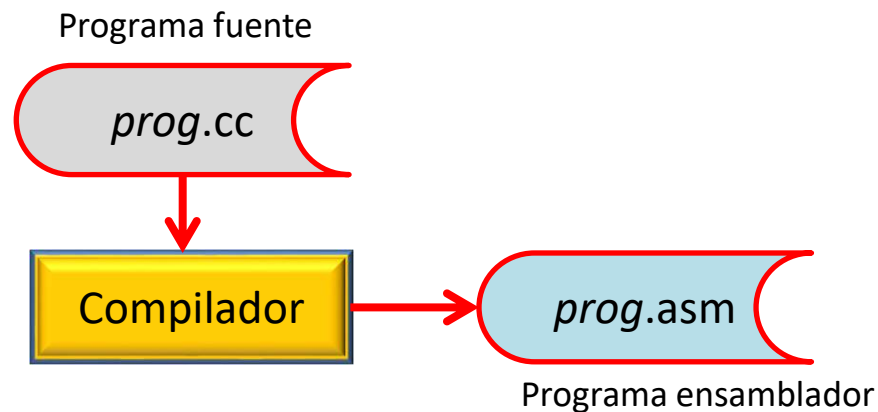 Programa fuente
prog.cc
Compilador
prog.asm
Programa ensamblador